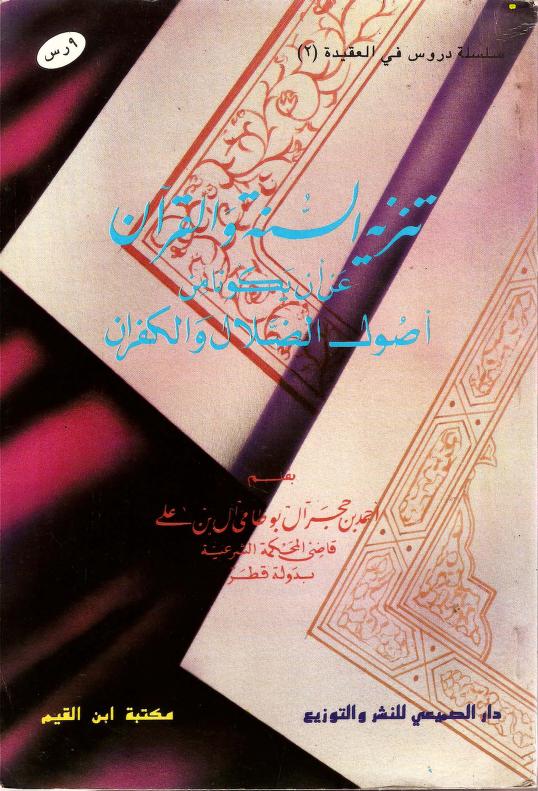 سلسلة دروس في العقيدة (٢)
٩ ر س
تنزيه السنة والقرآن
عن أن يكونا من
أصول الضلال والكفران
بقلم
أحمد بن حجر آل بوطامي آل بن علي
قاضي المحكمة الشرعية
بدولة قطر
دار الصميعي للنشر والتوزيع
مكتبة ابن القيم